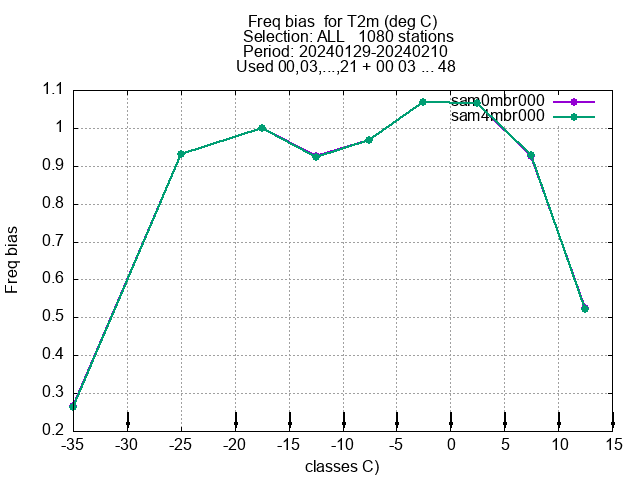 Freq bias  for T2m (deg C)
Selection: ALL   1080 stations
Period: 20240129-20240210
Used 00,03,...,21 + 00 03 ... 48
sam0mbr000
sam4mbr000
1.1
1
0.9
0.8
0.7
0.6
0.5
0.4
0.3
0.2
Freq bias
-35 -30 -25 -20 -15 -10 -5 0 5 10 15
classes C)